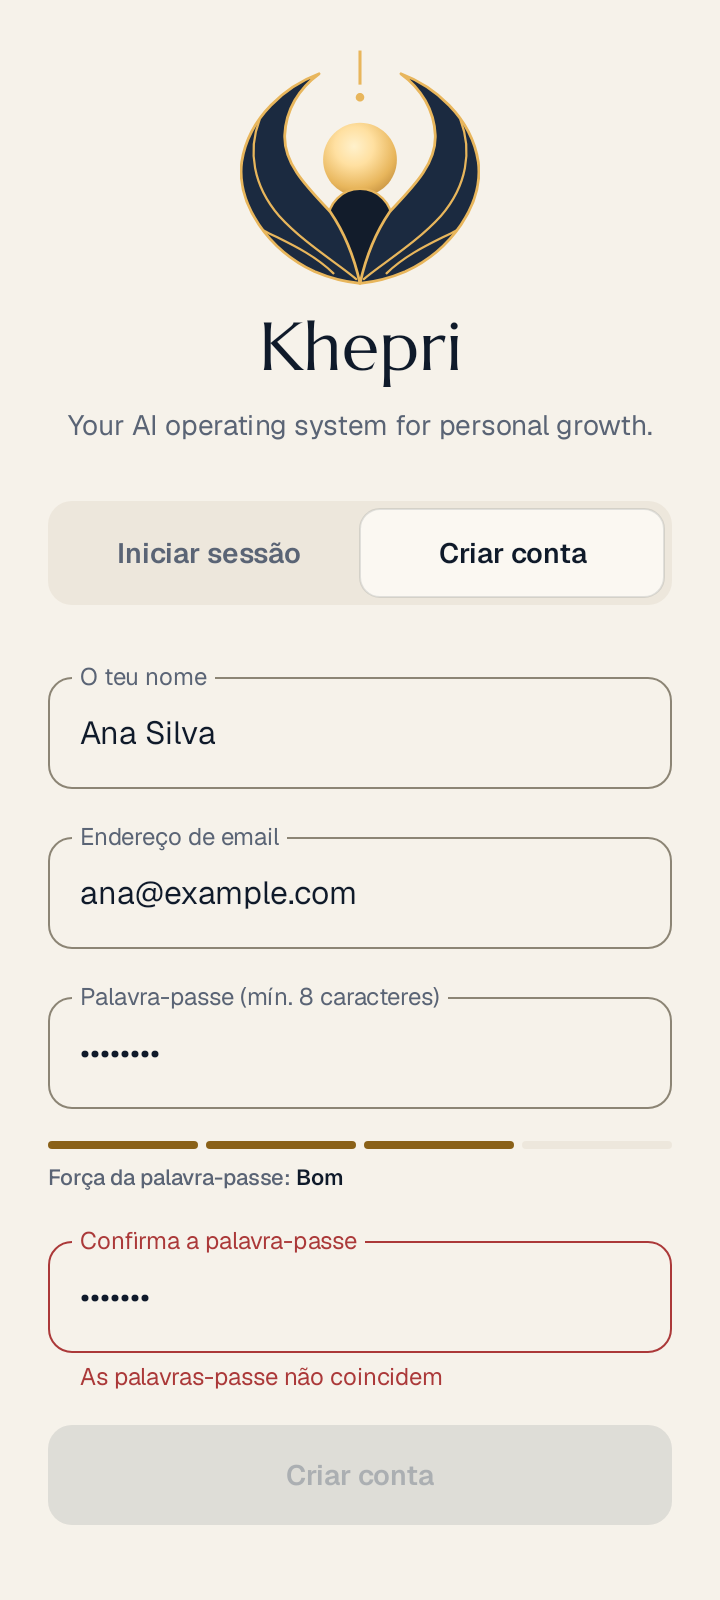 Khepri
Your AI operating system for personal growth.
Iniciar sessão
Criar conta
O teu nome
Ana Silva
Endereço de email
ana@example.com
Palavra-passe (mín. 8 caracteres)
••••••••
Força da palavra-passe: Bom
Confirma a palavra-passe
•••••••
As palavras-passe não coincidem
Criar conta